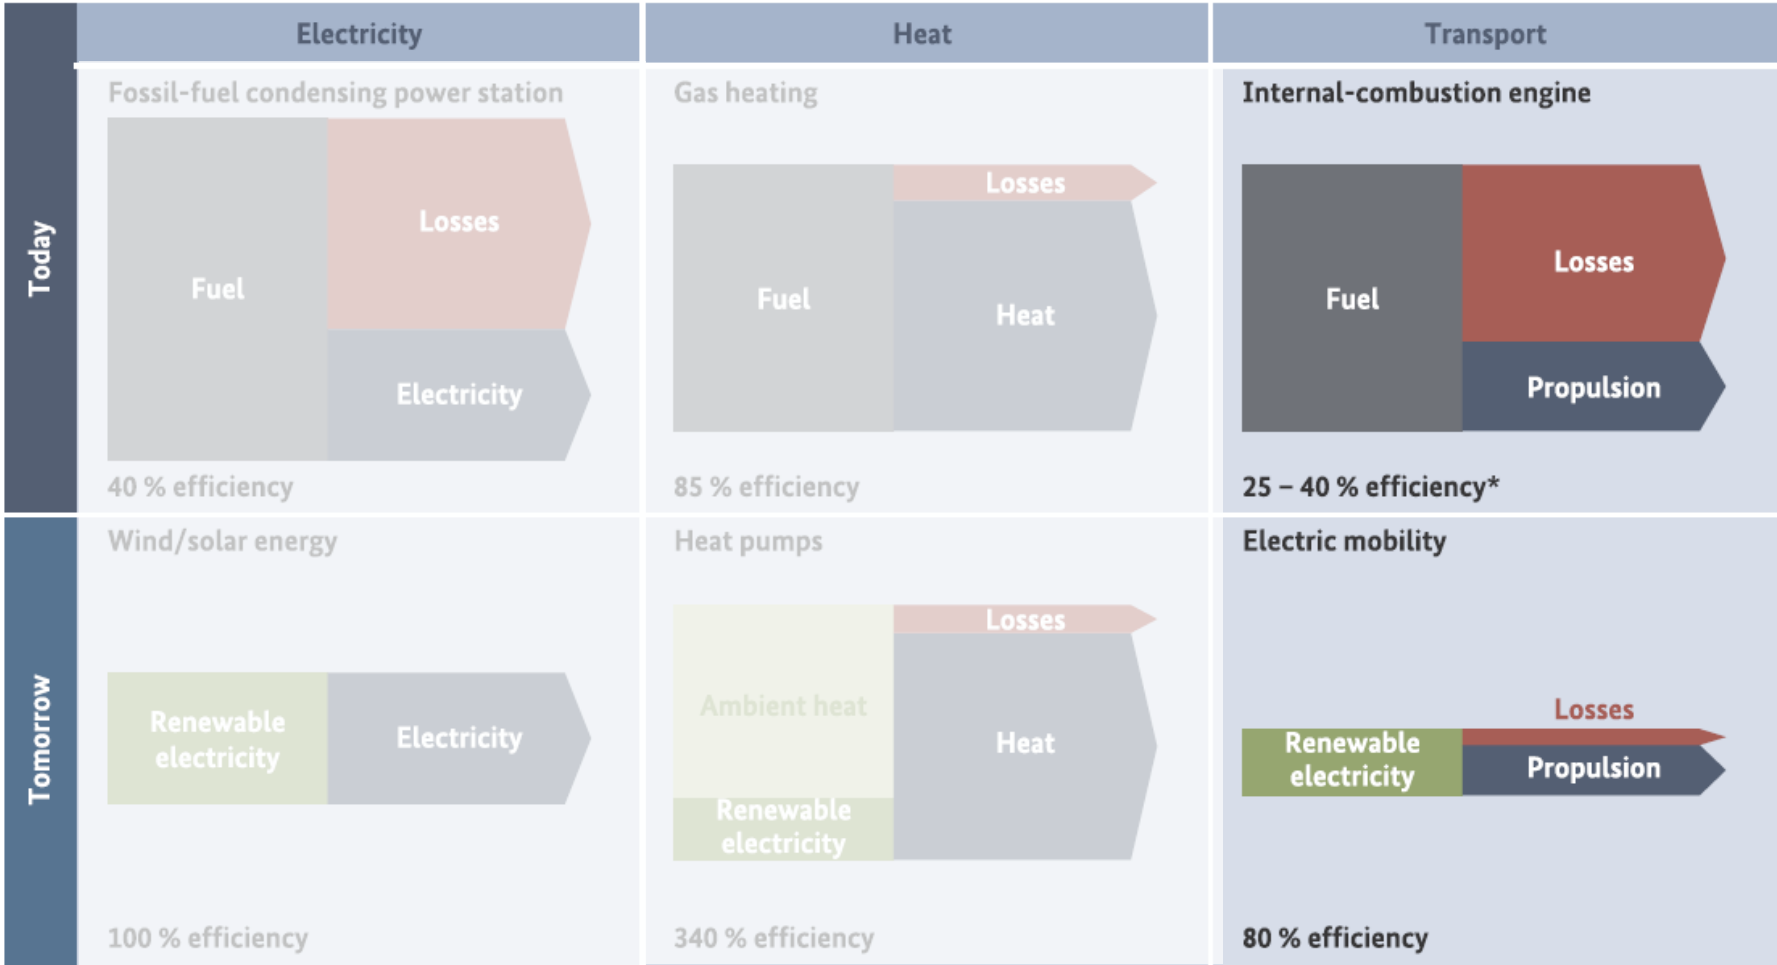 Electricity
Heat
Transport
Today
Fossil-fuel condensing power station
Fuel
Losses
Electricity
40 % efficiency
Gas heating
Fuel
Losses
Heat
85 % efficiency
Internal-combustion engine
Fuel
Losses
Propulsion
25 – 40 % efficiency*
Tomorrow
Wind/solar energy
Renewable
electricity
Electricity
100 % efficiency
Heat pumps
Ambient heat
Renewable
electricity
Losses
Heat
340 % efficiency
Electric mobility
Renewable
electricity
Losses
Propulsion
80 % efficiency